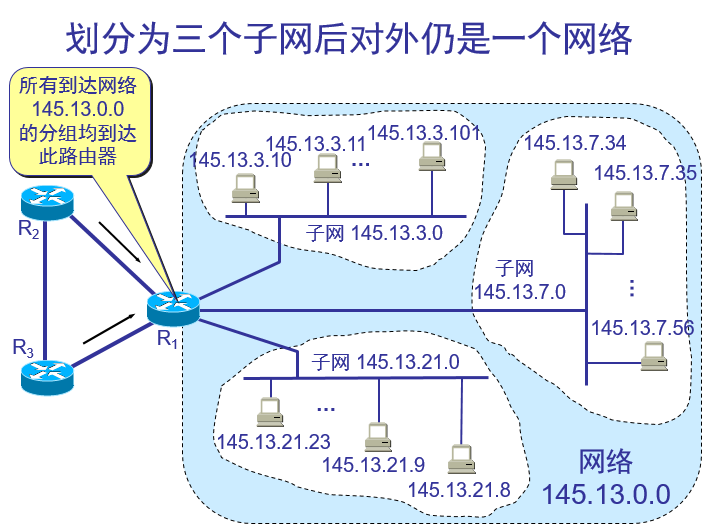 划分为三个子网后对外仍是一个网络
所有到达网络
145.13.0.0
的分组均到达
此路由器
145.13.3.10
145.13.3.11
…
145.13.3.101
子网 145.13.3.0
145.13.7.34
145.13.7.35
子网
145.13.7.0
…
145.13.7.56
R2
R1
R3
子网 145.13.21.0
…
145.13.21.23
145.13.21.9
145.13.21.8
网络
145.13.0.0